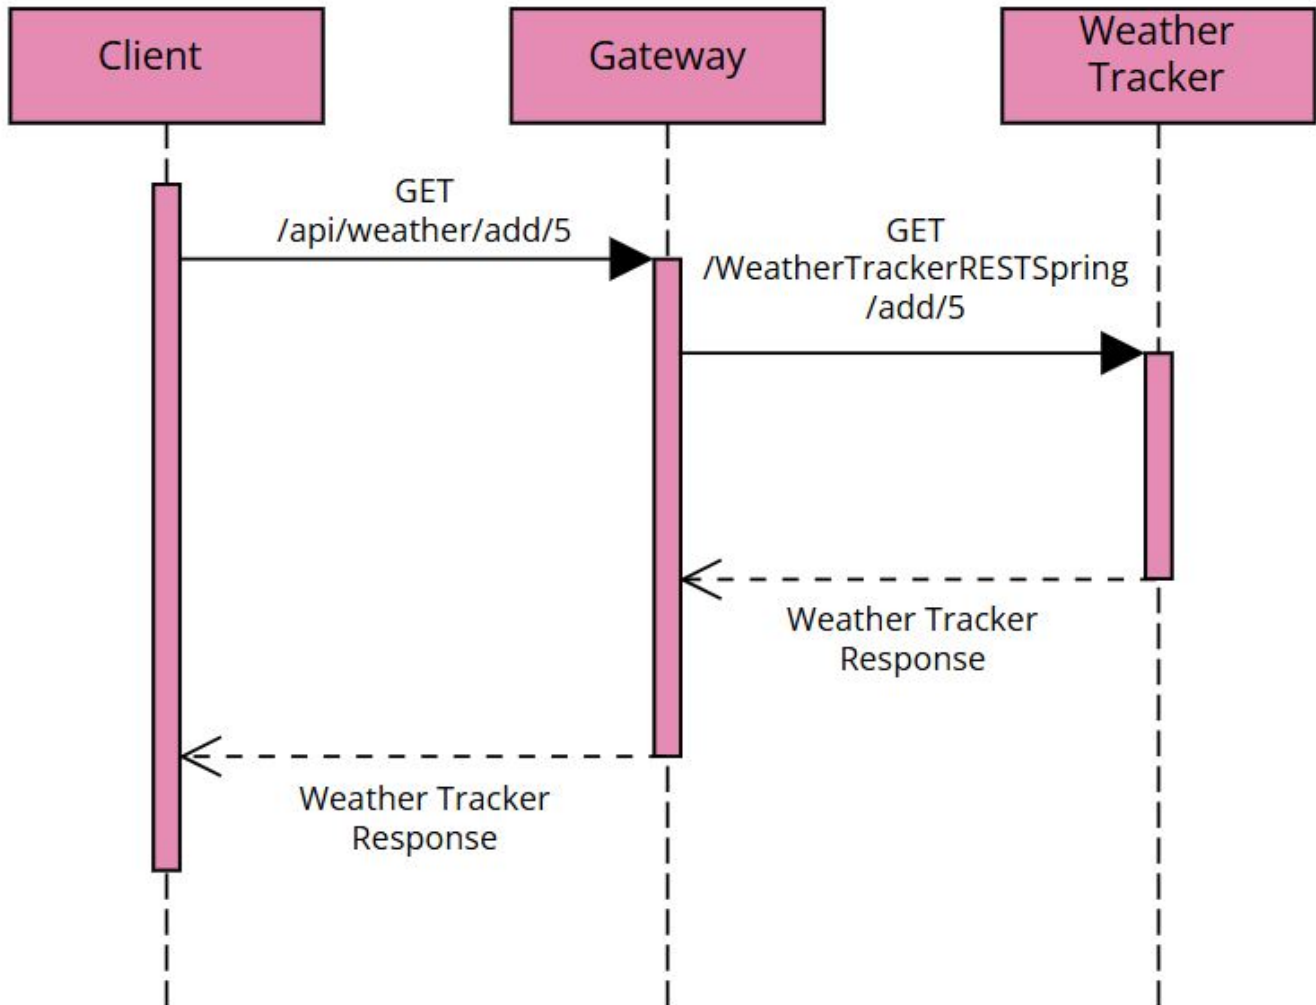 Client
Gateway
Weather
Tracker
GET
/api/weather/add/5
GET
/WeatherTrackerRESTSpring
/add/5
Weather Tracker
Response
Weather Tracker
Response